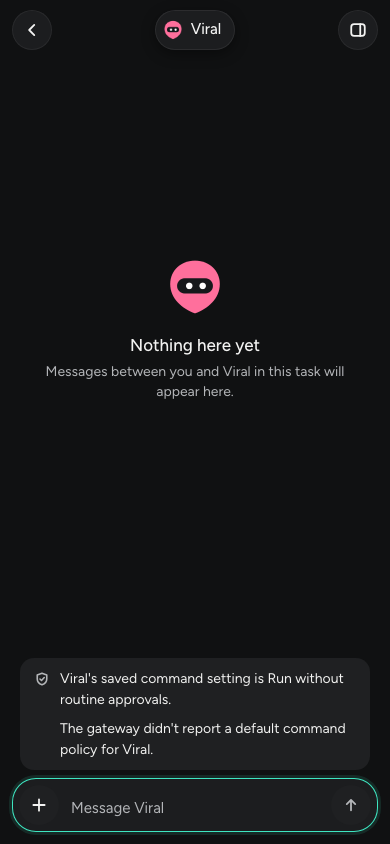 Viral
Nothing here yet
Messages between you and Viral in this task will
appear here.
Viral's saved command setting is Run without
routine approvals.
The gateway didn't report a default command
policy for Viral.
Message Viral